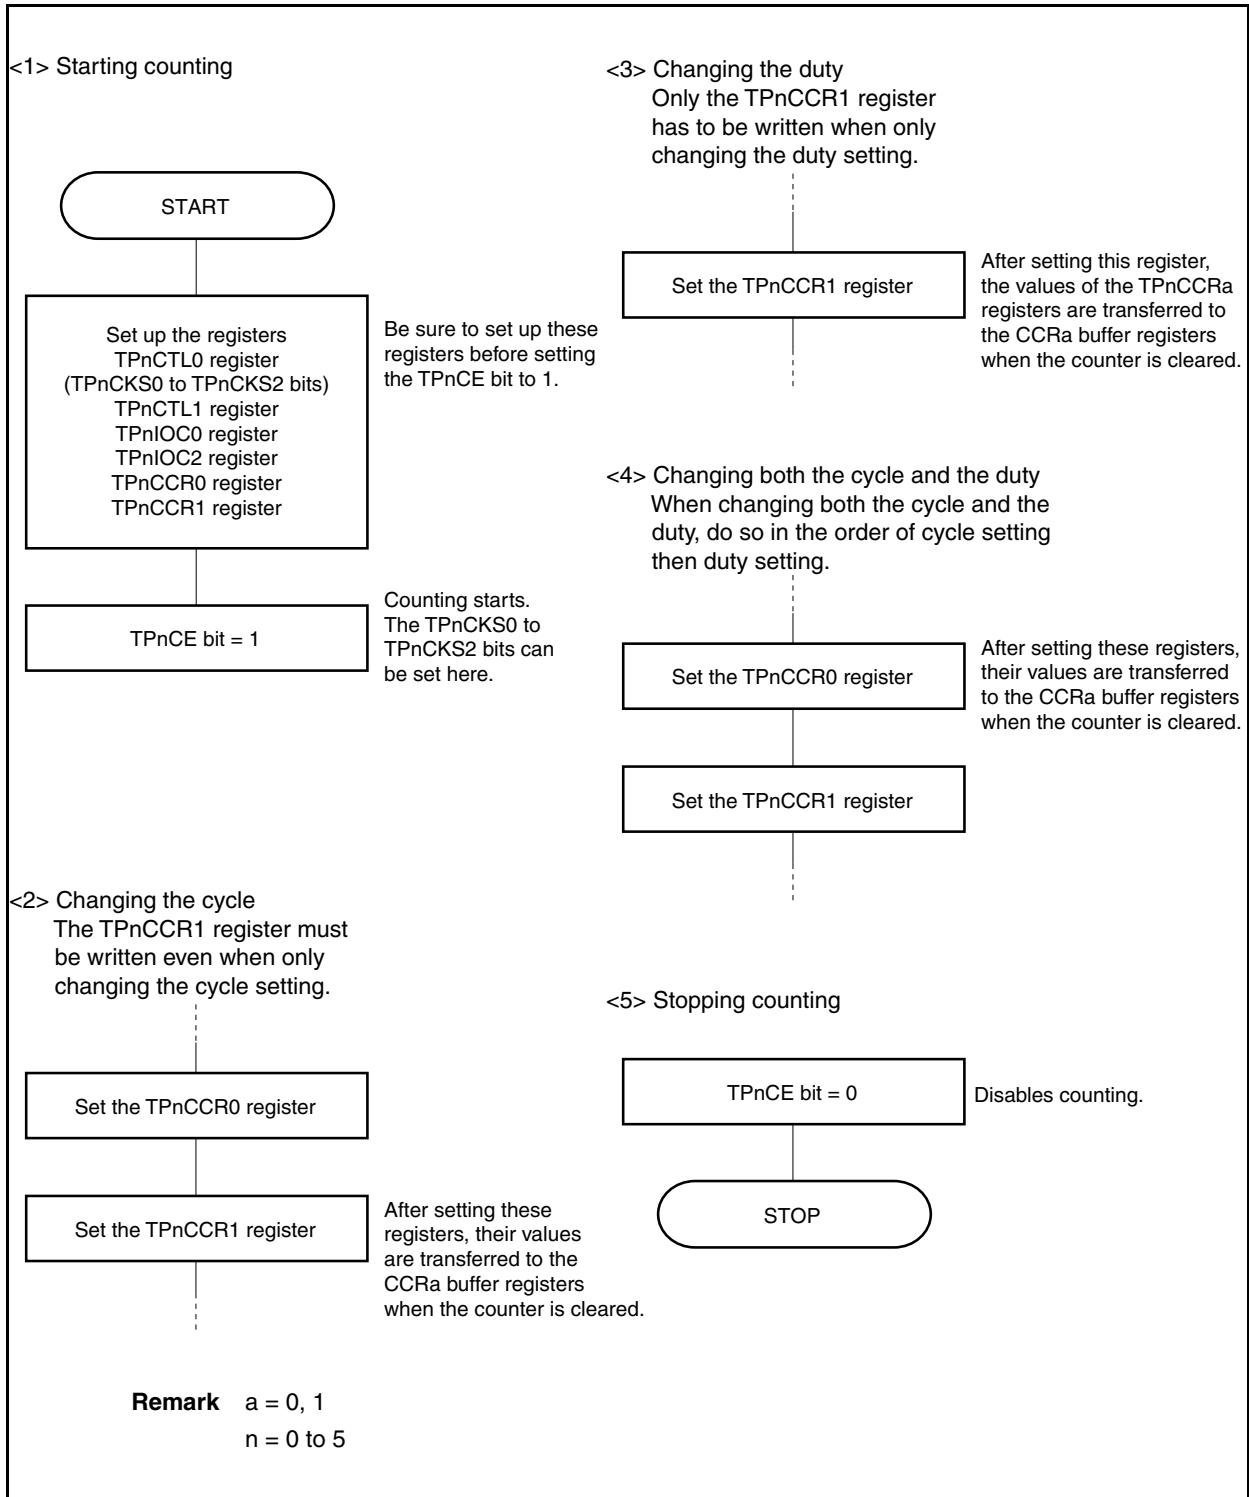 <1> Starting counting
START
Set up the registers
TPnCTL0 register
(TPnCKS0 to TPnCKS2 bits)
TPnCTL1 register
TPnIOC0 register
TPnIOC2 register
TPnCCR0 register
TPnCCR1 register
Be sure to set up these
registers before setting
the TPnCE bit to 1.
TPnCE bit = 1
Counting starts.
The TPnCKS0 to
TPnCKS2 bits can
be set here.
<2> Changing the cycle
The TPnCCR1 register must
be written even when only
changing the cycle setting.
Set the TPnCCR0 register
Set the TPnCCR1 register
After setting these
registers, their values
are transferred to the
CCRa buffer registers
when the counter is cleared.
<3> Changing the duty
Only the TPnCCR1 register
has to be written when only
changing the duty setting.
Set the TPnCCR1 register
After setting this register,
the values of the TPnCCRa
registers are transferred to
the CCRa buffer registers
when the counter is cleared.
<4> Changing both the cycle and the duty
When changing both the cycle and the
duty, do so in the order of cycle setting
then duty setting.
Set the TPnCCR0 register
After setting these registers,
their values are transferred
to the CCRa buffer registers
when the counter is cleared.
Set the TPnCCR1 register
<5> Stopping counting
TPnCE bit = 0
Disables counting.
STOP
Remark a = 0, 1
n = 0 to 5